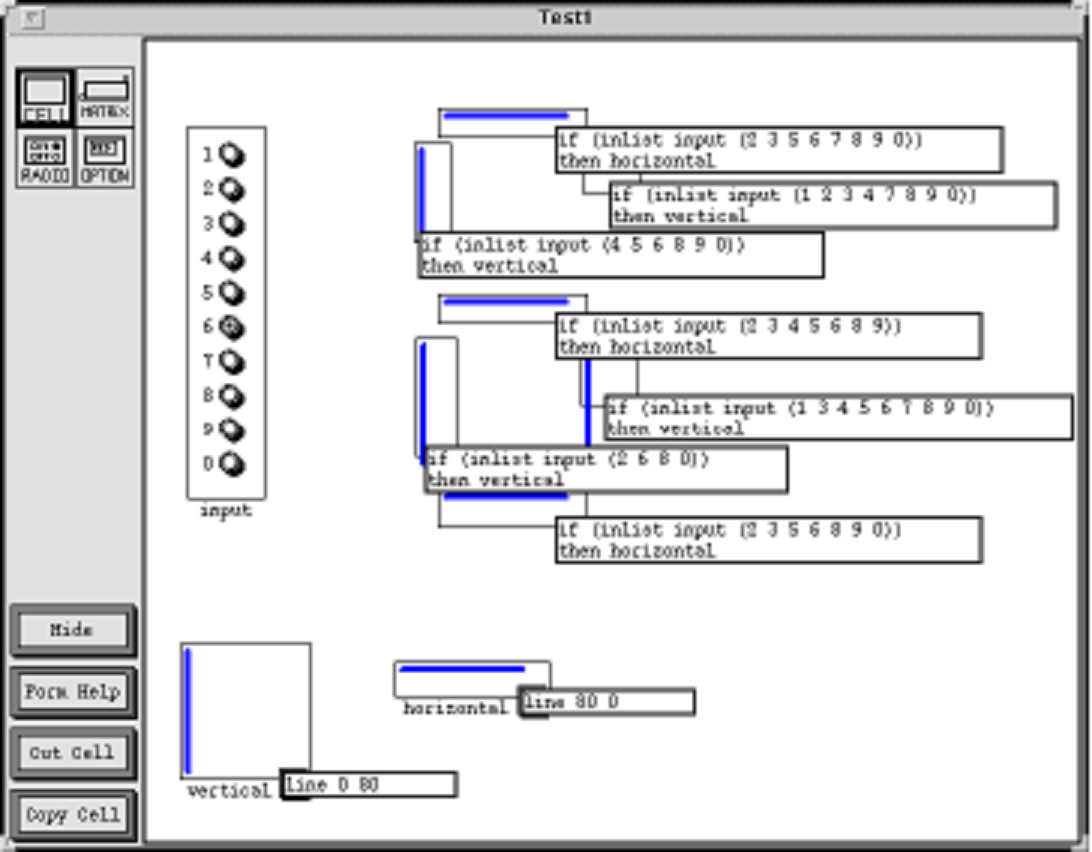 Test1
CELL
MATRIX
RADIO
OPTION
1
2
3
4
5
6
7
8
9
0
input
if (inlist input (2 3 5 6 7 8 9 0))
then horizontal
if (inlist input (1 2 3 4 7 8 9 0))
then vertical
if (inlist input (4 5 6 8 9 0))
then vertical
if (inlist input (2 3 4 5 6 8 9))
then horizontal
if (inlist input (1 3 4 5 6 7 8 9 0))
then vertical
if (inlist input (2 6 8 0))
then vertical
if (inlist input (2 3 5 6 8 9 0))
then horizontal
Hide
Form Help
Cut Cell
Copy Cell
horizontal
line 80 0
vertical
line 0 80